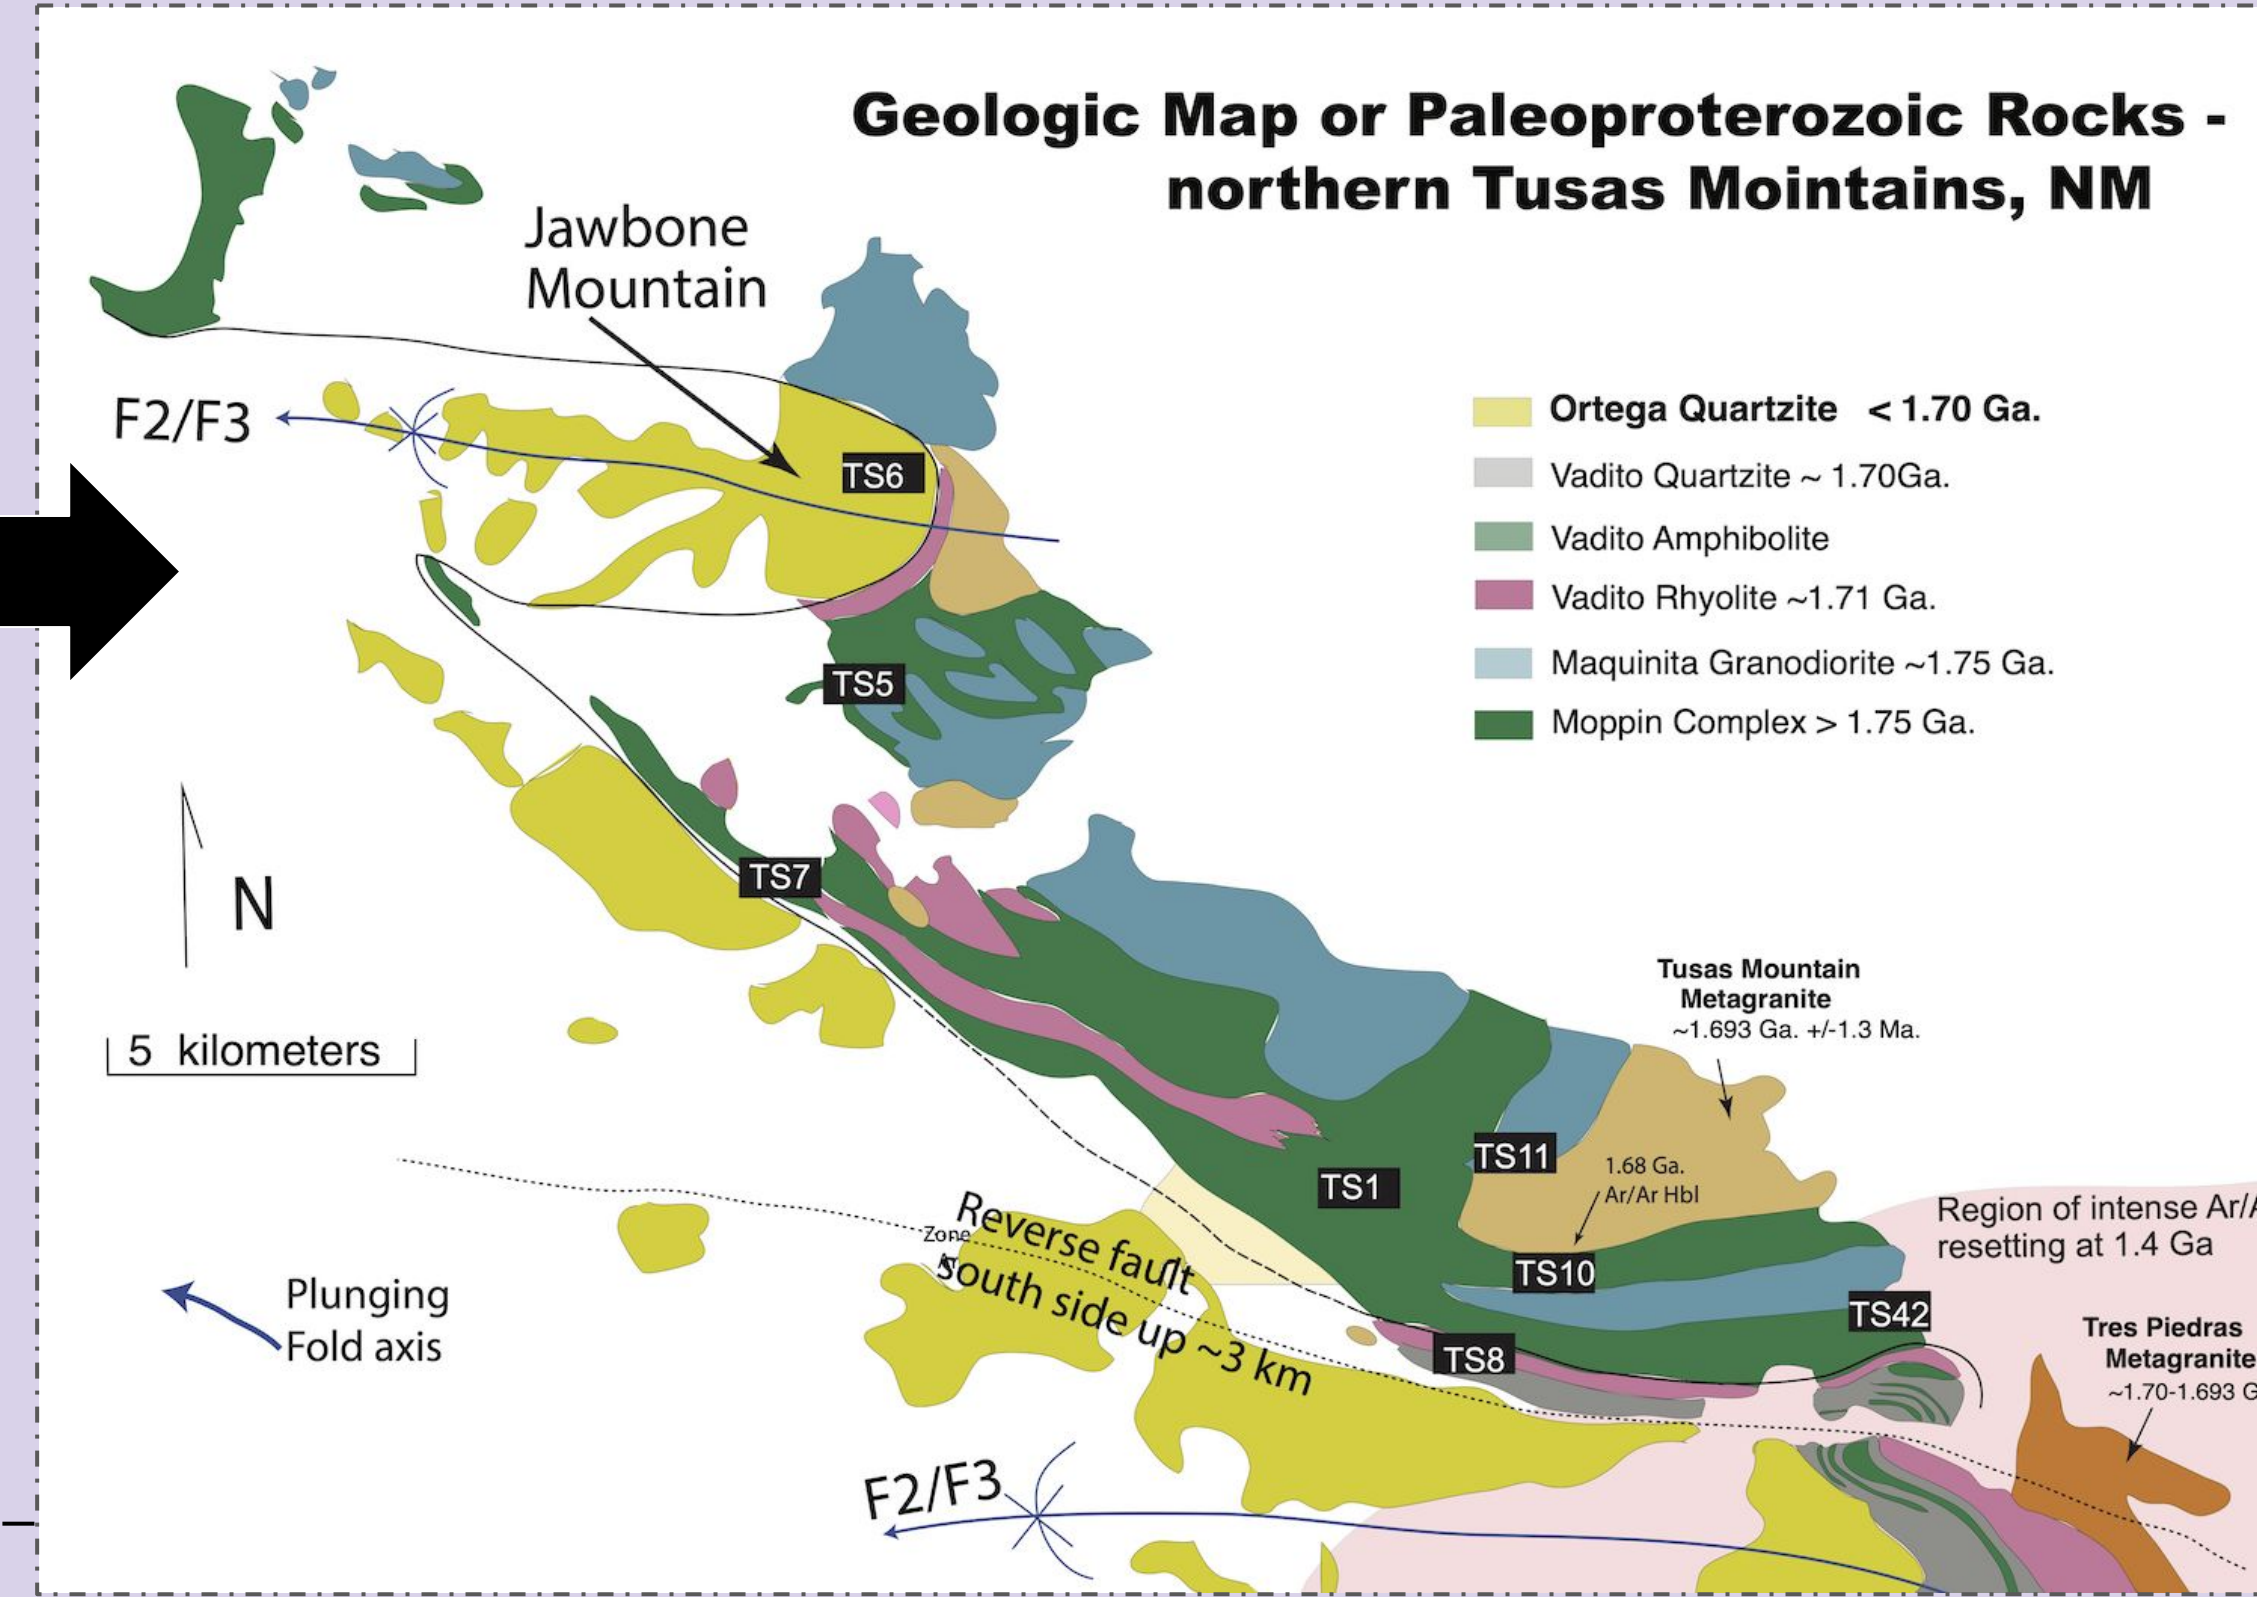 Geologic Map or Paleoproterozoic Rocks -
northern Tusas Mointains, NM
Jawbone
Mountain
F2/F3
TS6
Ortega Quartzite < 1.70 Ga.
Vadito Quartzite ~ 1.70Ga.
Vadito Amphibolite
Vadito Rhyolite ~1.71 Ga.
Maquinita Granodiorite ~1.75 Ga.
Moppin Complex > 1.75 Ga.
TS5
TS7
N
5 kilometers
Tusas Mountain
Metagranite
~1.693 Ga. +/-1.3 Ma.
TS11
1.68 Ga.
Ar/Ar Hbl
TS1
Reverse fault
south side up ~3 km
Zone
TS10
Region of intense Ar/A
resetting at 1.4 Ga
TS42
TS8
Plunging
Fold axis
Tres Piedras
Metagranite
~1.70-1.693 G
F2/F3